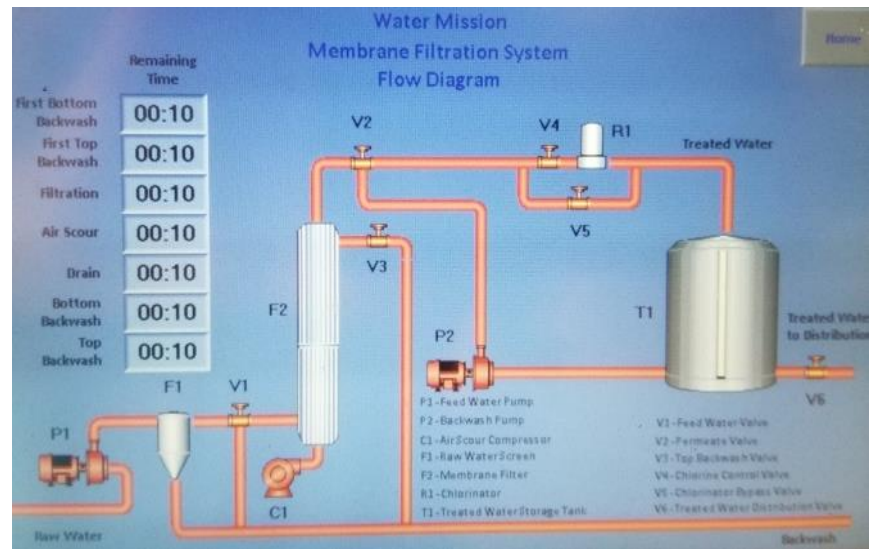 Water Mission
Membrane Filtration System
Flow Diagram
Home
Remaining
Time
First Bottom
Backwash
00:10
First Top
Backwash
00:10
Filtration
00:10
Air Scour
00:10
Drain
00:10
Bottom
Backwash
00:10
Top
Backwash
00:10
V2
V4
R1
Treated Water
V5
V3
F2
T1
P2
Treated Water
to Distribution
V6
F1
V1
P1
C1
Raw Water
Backwash
P1-Feed Water Pump
P2-Backwash Pump
C1-Air Scour Compressor
F1-Raw Water Screen
F2-Membrane Filter
R1-Chlorinator
T1-Treated Water Storage Tank
V1-Feed Water Valve
V2-Permeate Valve
V3-Top Backwash Valve
V4-Chlorine Control Valve
V5-Chlorinator Bypass Valve
V6-Treated Water Distribution Valve